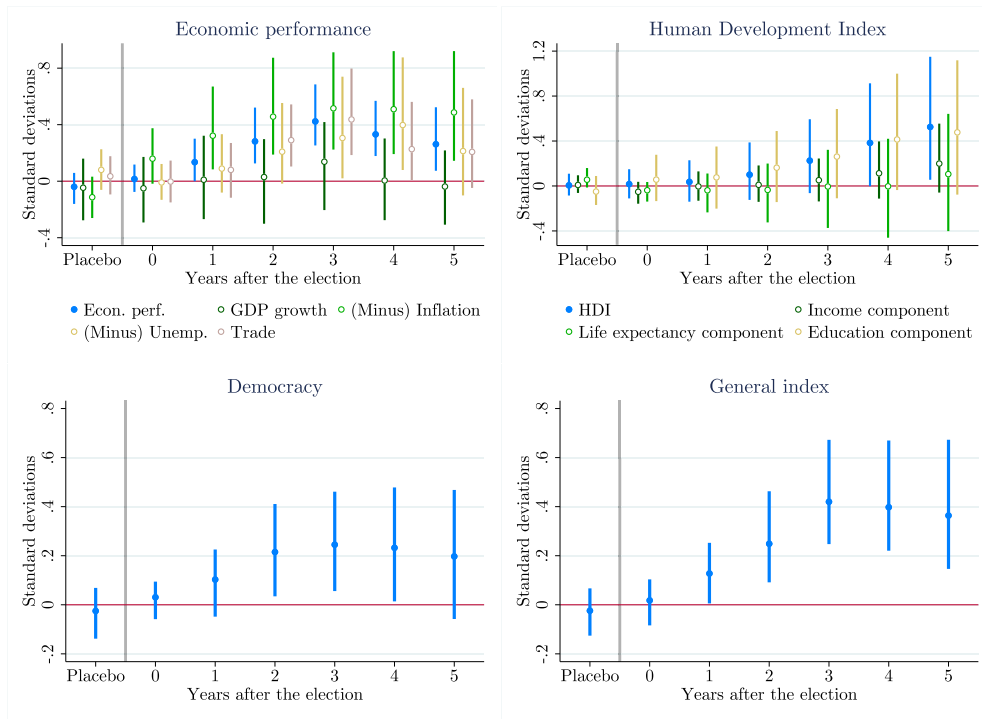 Economic performance
Standard deviations
.8
.4
0
-.4
Placebo 0 1 2 3 4 5
Years after the election
Econ. perf. GDP growth (Minus) Inflation
(Minus) Unemp. Trade
Human Development Index
Standard deviations
1.2
.8
.4
0
-.4
Placebo 0 1 2 3 4 5
Years after the election
HDI Income component
Life expectancy component Education component
Democracy
Standard deviations
.8
.6
.4
.2
0
-.2
Placebo 0 1 2 3 4 5
Years after the election
General index
Standard deviations
.8
.6
.4
.2
0
-.2
Placebo 0 1 2 3 4 5
Years after the election